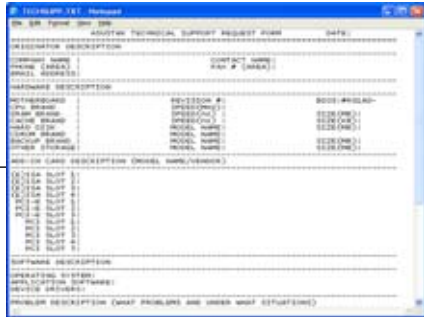 TECHSUPP.TXT - Notepad
File Edit Format View Help
ASUSTEK TECHNICAL SUPPORT REQUEST FORM DATE:
ORIGINATOR DESCRIPTION
COMPANY NAME : CONTACT NAME:
PHONE (AREA) : FAX # (AREA):
EMAIL ADDRESS:
HARDWARE DESCRIPTION
MOTHERBOARD : REVISION #: BIOS:
CPU BRAND : SPEED(MHz):
DRAM BRAND : SPEED(ns) : SIZE(MB):
CACHE BRAND : SPEED(ns) : SIZE(KB):
HARD DISK : MODEL NAME: SIZE(MB):
CDROM BRAND : MODEL NAME:
BACKUP BRAND : MODEL NAME: SIZE(MB):
OTHER STORAGE: MODEL NAME: SIZE(MB):
ADD-ON CARD DESCRIPTION (MODEL NAME/VENDOR)
(E)ISA SLOT 1:
(E)ISA SLOT 2:
(E)ISA SLOT 3:
(E)ISA SLOT 4:
PCI-E SLOT 1:
PCI-E SLOT 2:
PCI-E SLOT 3:
PCI SLOT 1:
PCI SLOT 2:
PCI SLOT 3:
PCI SLOT 4:
PCI SLOT 5:
SOFTWARE DESCRIPTION
OPERATING SYSTEM:
APPLICATION SOFTWARE:
DEVICE DRIVERS:
PROBLEM DESCRIPTION (WHAT PROBLEMS AND UNDER WHAT SITUATIONS)